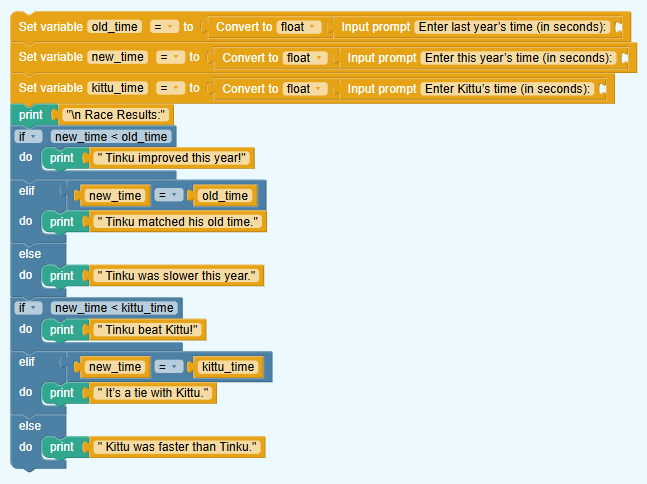 Set variable old_time = to Convert to float Input prompt Enter last year's time (in seconds):
Set variable new_time = to Convert to float Input prompt Enter this year's time (in seconds):
Set variable kittu_time = to Convert to float Input prompt Enter Kittu's time (in seconds):
print "\n Race Results:"
if new_time < old_time
do print " Tinku improved this year!"
elif new_time = old_time
do print " Tinku matched his old time."
else
do print " Tinku was slower this year."
if new_time < kittu_time
do print " Tinku beat Kittu!"
elif new_time = kittu_time
do print " It's a tie with Kittu."
else
do print " Kittu was faster than Tinku."